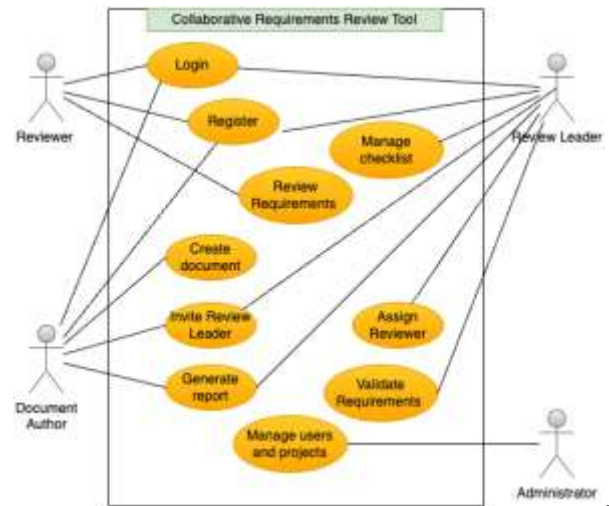 Collaborative Requirements Review Tool
Login
Reviewer
Register
Manage
checklist
Review Leader
Review
Requirements
Create
document
Invite Review
Leader
Assign
Reviewer
Generate
report
Validate
Requirements
Document
Author
Manage users
and projects
Administrator